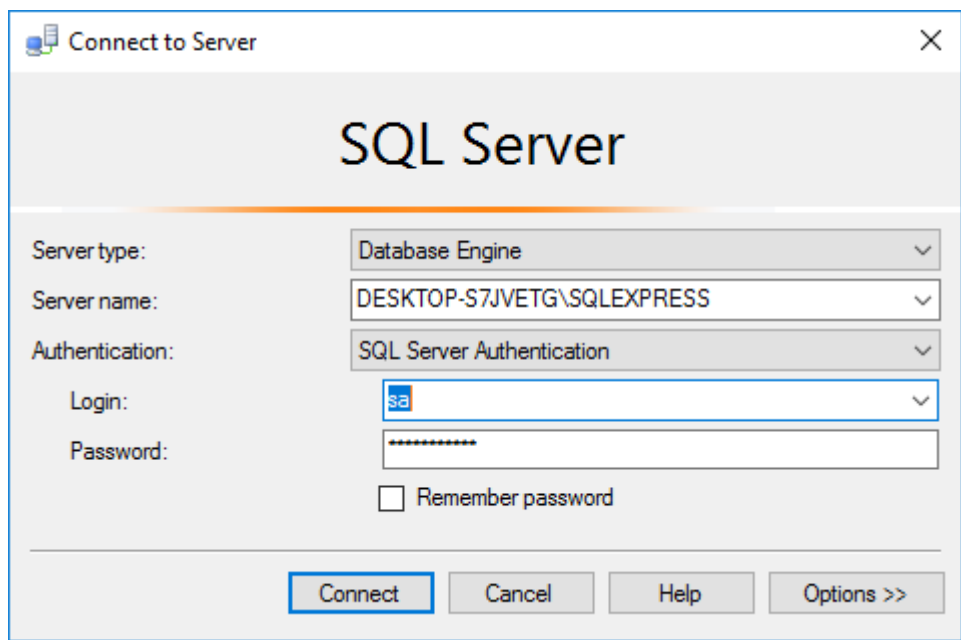 Connect to Server
SQL Server
Server type: Database Engine
Server name: DESKTOP-S7JVETG\SQLEXPRESS
Authentication: SQL Server Authentication
Login: sa
Password: ***********
Remember password
Connect Cancel Help Options >>